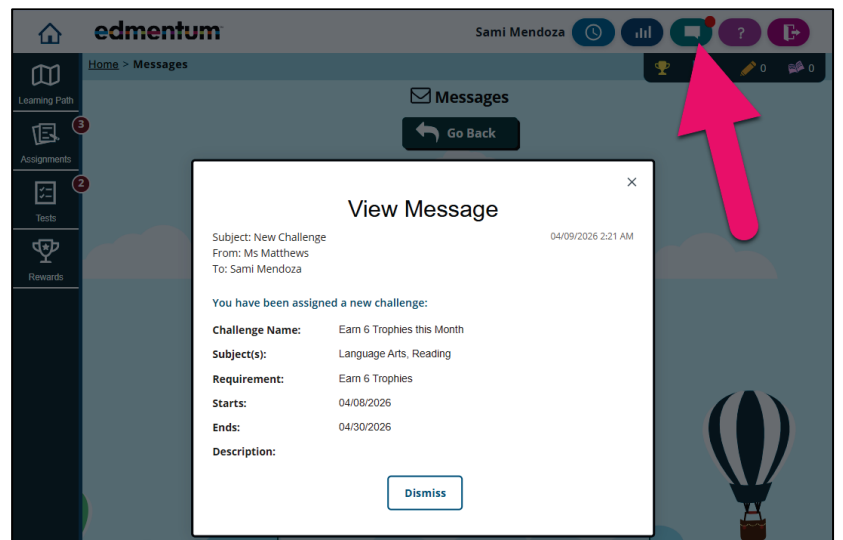 edmentum
Sami Mendoza
?
Home > Messages
0
0
Learning Path
Messages
Go Back
3
Assignments
2
Tests
Rewards
×
View Message
Subject: New Challenge
04/09/2026 2:21 AM
From: Ms Matthews
To: Sami Mendoza
You have been assigned a new challenge:
Challenge Name: Earn 6 Trophies this Month
Subject(s): Language Arts, Reading
Requirement: Earn 6 Trophies
Starts: 04/08/2026
Ends: 04/30/2026
Description:
Dismiss